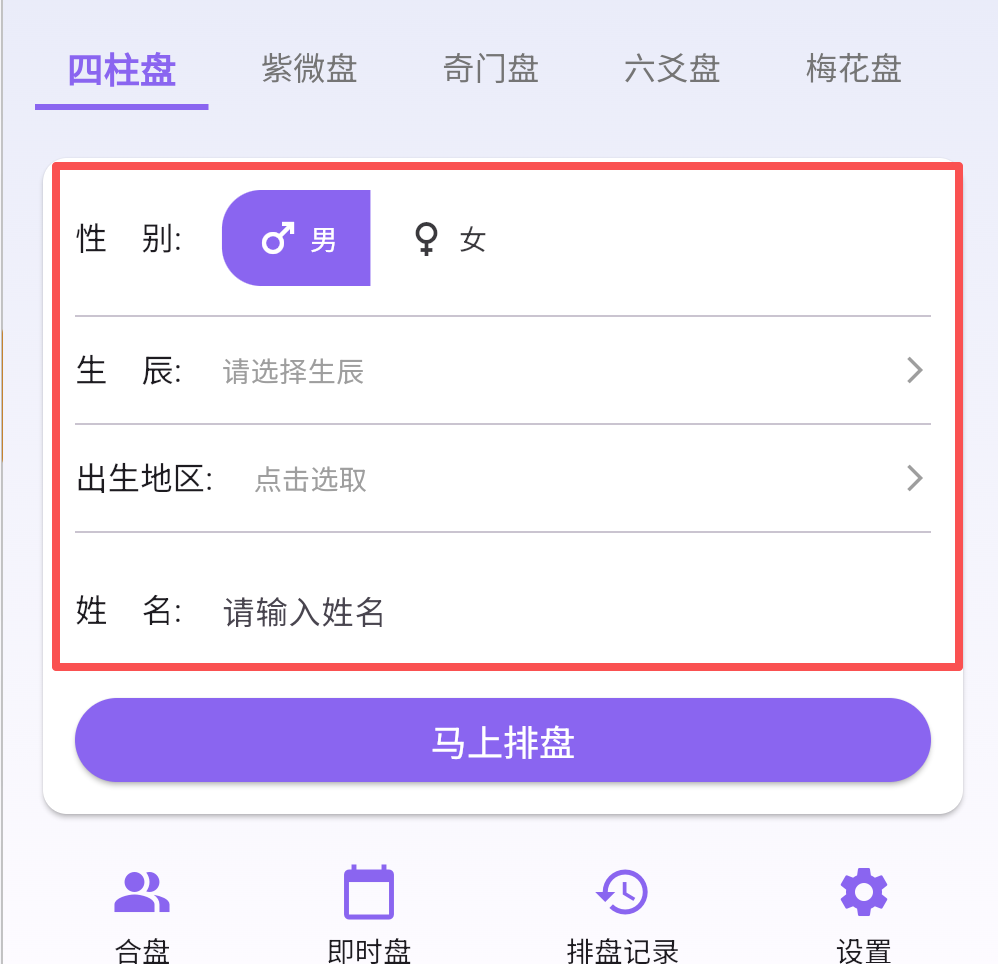 四柱盘 紫微盘 奇门盘 六爻盘 梅花盘
性 别: 男 女
生 辰: 请选择生辰
出生地区: 点击选取
姓 名: 请输入姓名
马上排盘
合盘 即时盘 排盘记录 设置